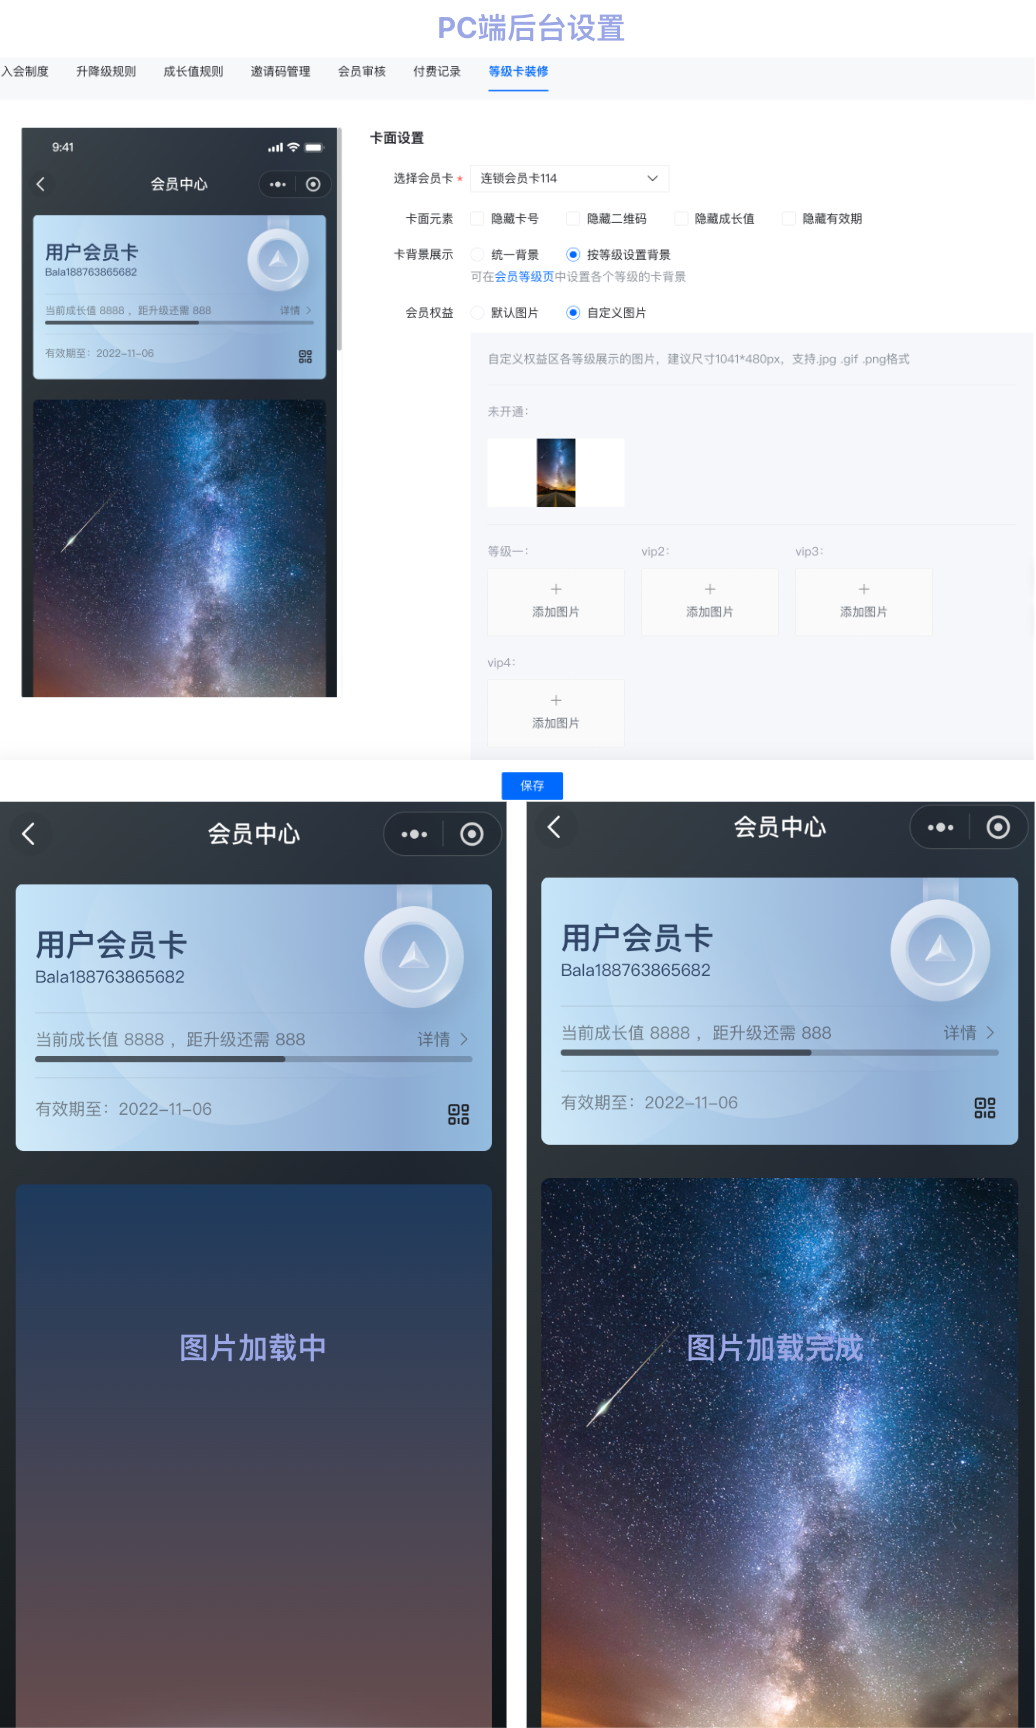 PC端后台设置
入会制度 升降级规则 成长值规则 邀请码管理 会员审核 付费记录 等级卡装修
9:41
会员中心
用户会员卡
Bala188763865682
当前成长值 8888 ，距升级还需 888 详情
有效期至：2022-11-06
卡面设置
选择会员卡 * 连锁会员卡114
卡面元素 隐藏卡号 隐藏二维码 隐藏成长值 隐藏有效期
卡背景展示 统一背景 按等级设置背景
可在会员等级页中设置各个等级的卡背景
会员权益 默认图片 自定义图片
自定义权益区各等级展示的图片，建议尺寸1041*480px，支持.jpg .gif .png格式
未开通：
等级一： vip2： vip3：
+ + +
添加图片 添加图片 添加图片
vip4：
+
添加图片
保存
会员中心
用户会员卡
Bala188763865682
当前成长值 8888 ，距升级还需 888 详情
有效期至：2022-11-06
图片加载中
会员中心
用户会员卡
Bala188763865682
当前成长值 8888 ，距升级还需 888 详情
有效期至：2022-11-06
图片加载完成